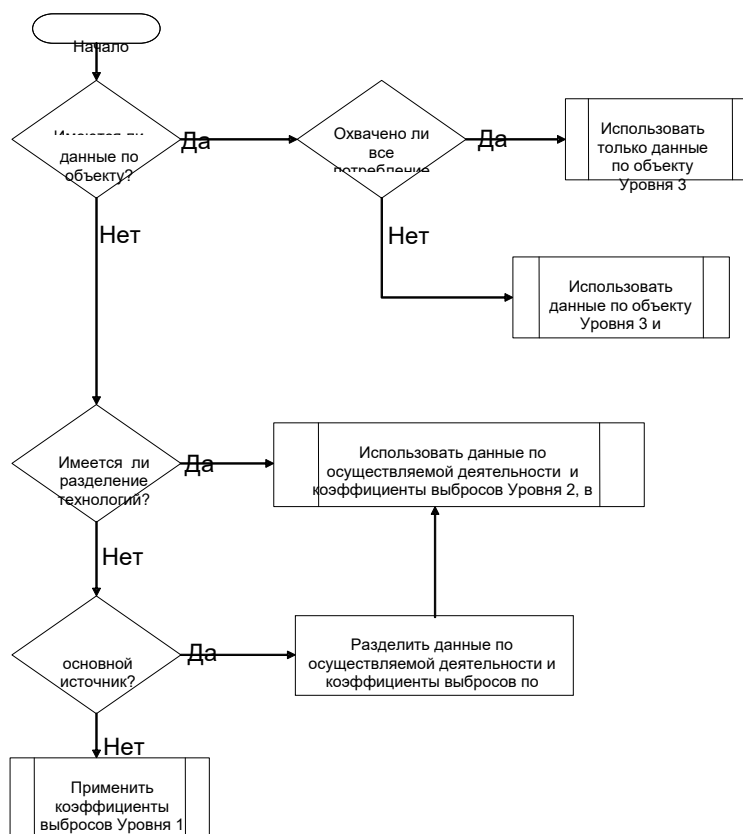 Начало
данные по
объекту?
Да
Охвачено ли
все
потребление
Да
Использовать
только данные
по объекту
Уровня 3
Нет
Нет
Использовать
данные по объекту
Уровня 3 и
Имеется ли
разделение
технологий?
Да
Использовать данные по
осуществляемой деятельности и
коэффициенты выбросов Уровня 2, в
Нет
основной
источник?
Да
Разделить данные по
осуществляемой деятельности и
коэффициенты выбросов по
Нет
Применить
коэффициенты
выбросов Уровня 1